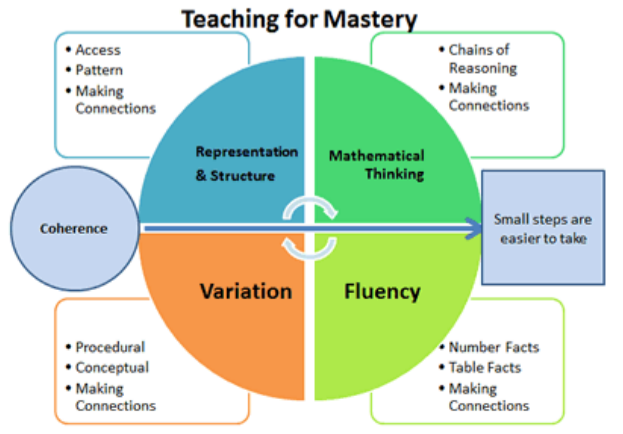 Teaching for Mastery
• Access
• Pattern
• Making
Connections
• Chains of
Reasoning
• Making
Connections
Representation
& Structure
Mathematical
Thinking
Coherence
Small steps are
easier to take
Variation
Fluency
• Procedural
• Conceptual
• Making
Connections
• Number Facts
• Table Facts
• Making
Connections